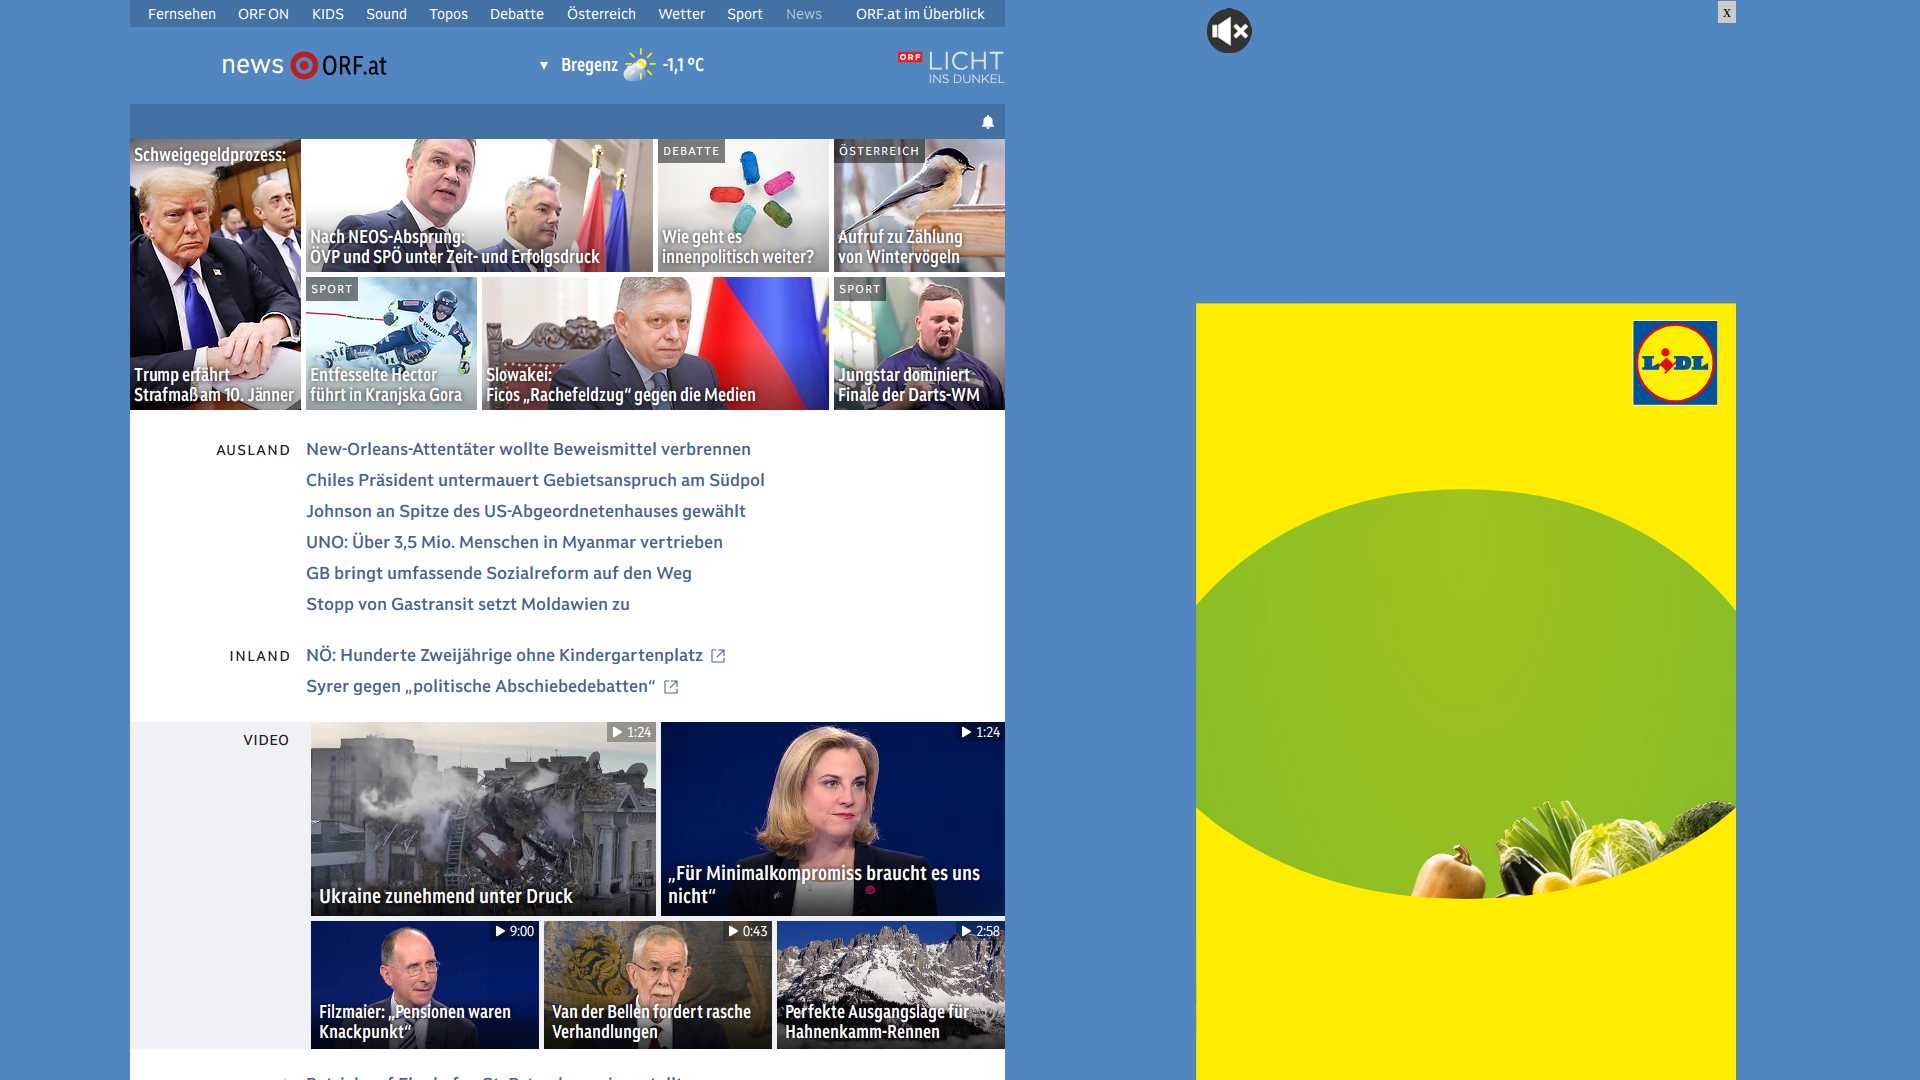 Fernsehen ORF ON KIDS Sound Topos Debatte Österreich Wetter Sport News ORF.at im Überblick
x
news ORF.at
▼ Bregenz -1,1 °C
ORF LICHT
INS DUNKEL
Schweigegeldprozess:
Trump erfährt
Strafmaß am 10. Jänner
Nach NEOS-Absprung:
ÖVP und SPÖ unter Zeit- und Erfolgsdruck
DEBATTE
Wie geht es
innenpolitisch weiter?
ÖSTERREICH
Aufruf zu Zählung
von Wintervögeln
SPORT
WÜRTH
Entfesselte Hector
führt in Kranjska Gora
Slowakei:
Ficos „Rachefeldzug“ gegen die Medien
SPORT
Jungstar dominiert
Finale der Darts-WM
LIDL
AUSLAND
New-Orleans-Attentäter wollte Beweismittel verbrennen
Chiles Präsident untermauert Gebietsanspruch am Südpol
Johnson an Spitze des US-Abgeordnetenhauses gewählt
UNO: Über 3,5 Mio. Menschen in Myanmar vertrieben
GB bringt umfassende Sozialreform auf den Weg
Stopp von Gastransit setzt Moldawien zu
INLAND
NÖ: Hunderte Zweijährige ohne Kindergartenplatz
Syrer gegen „politische Abschiebedebatten“
VIDEO
1:24
Ukraine zunehmend unter Druck
1:24
„Für Minimalkompromiss braucht es uns
nicht“
9:00
Filzmaier: „Pensionen waren
Knackpunkt“
0:43
Van der Bellen fordert rasche
Verhandlungen
2:58
Perfekte Ausgangslage für
Hahnenkamm-Rennen